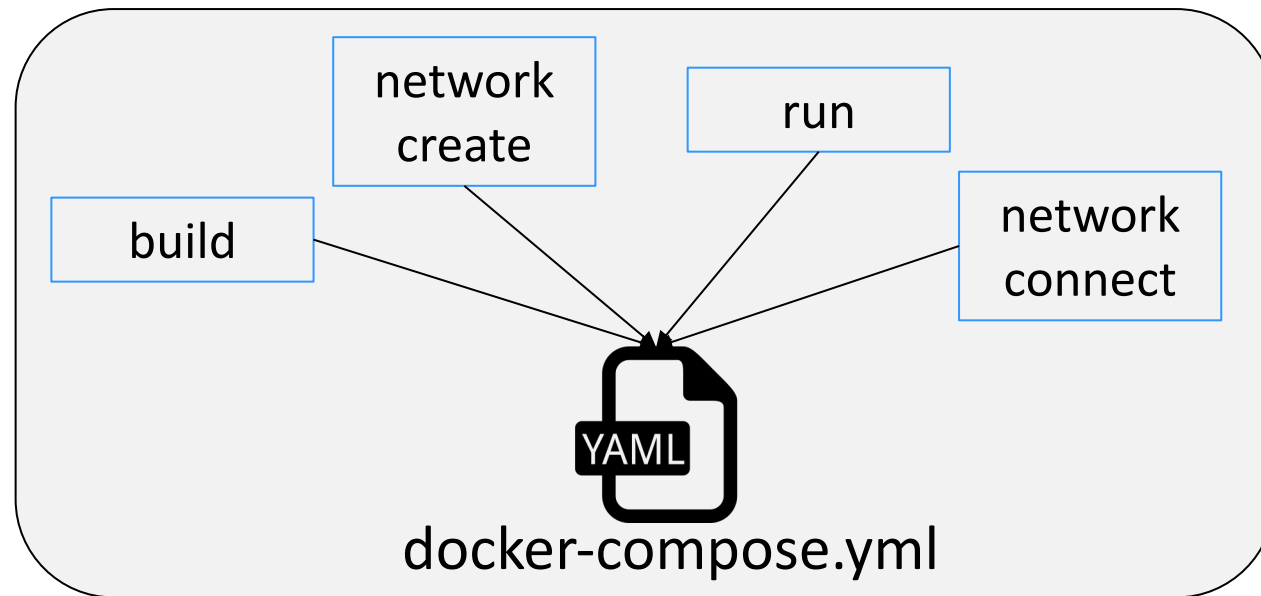 network
create
run
build
network
connect
YAML
docker-compose.yml